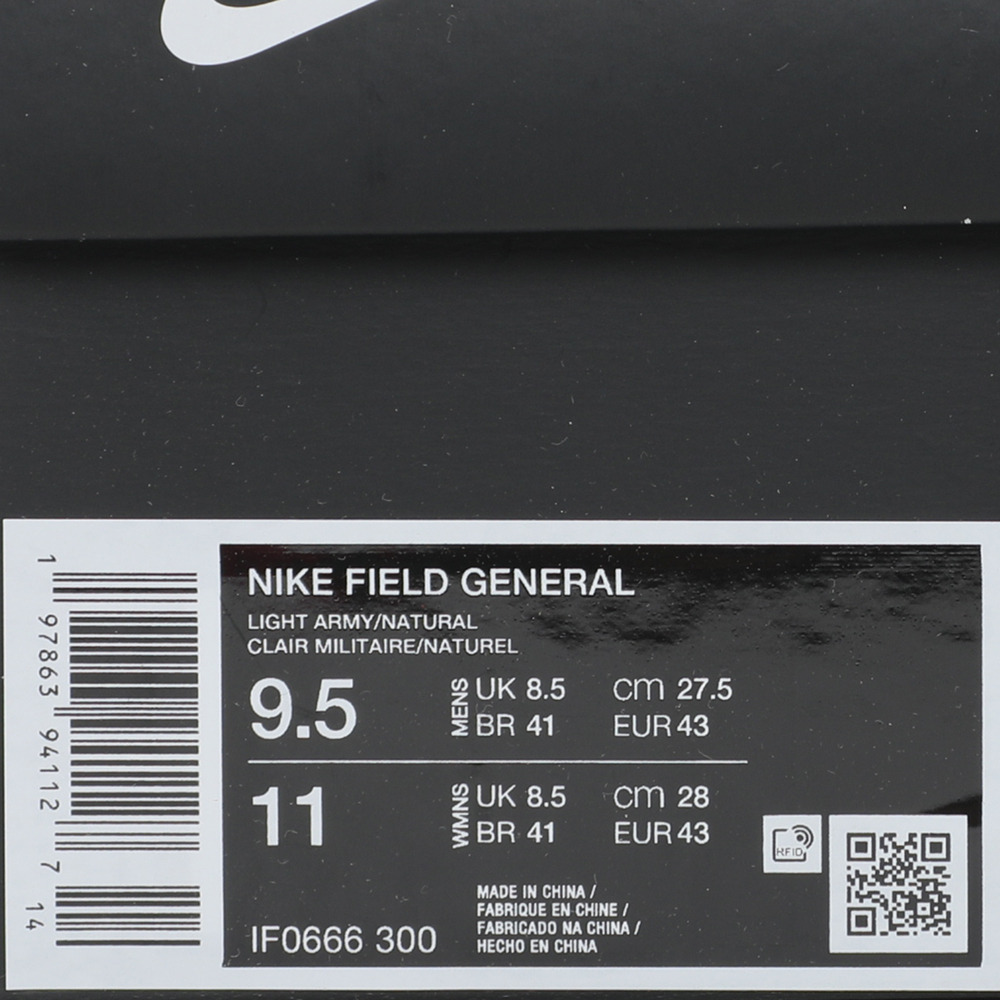 NIKE FIELD GENERAL
LIGHT ARMY/NATURAL
CLAIR MILITAIRE/NATUREL
9.5 MENS UK 8.5 cm 27.5
BR 41 EUR 43
11 WMNS UK 8.5 cm 28
BR 41 EUR 43
RFID
MADE IN CHINA /
FABRIQUE EN CHINE /
FABRICADO NA CHINA /
HECHO EN CHINA
IF0666 300
1 97863 94112 7 14